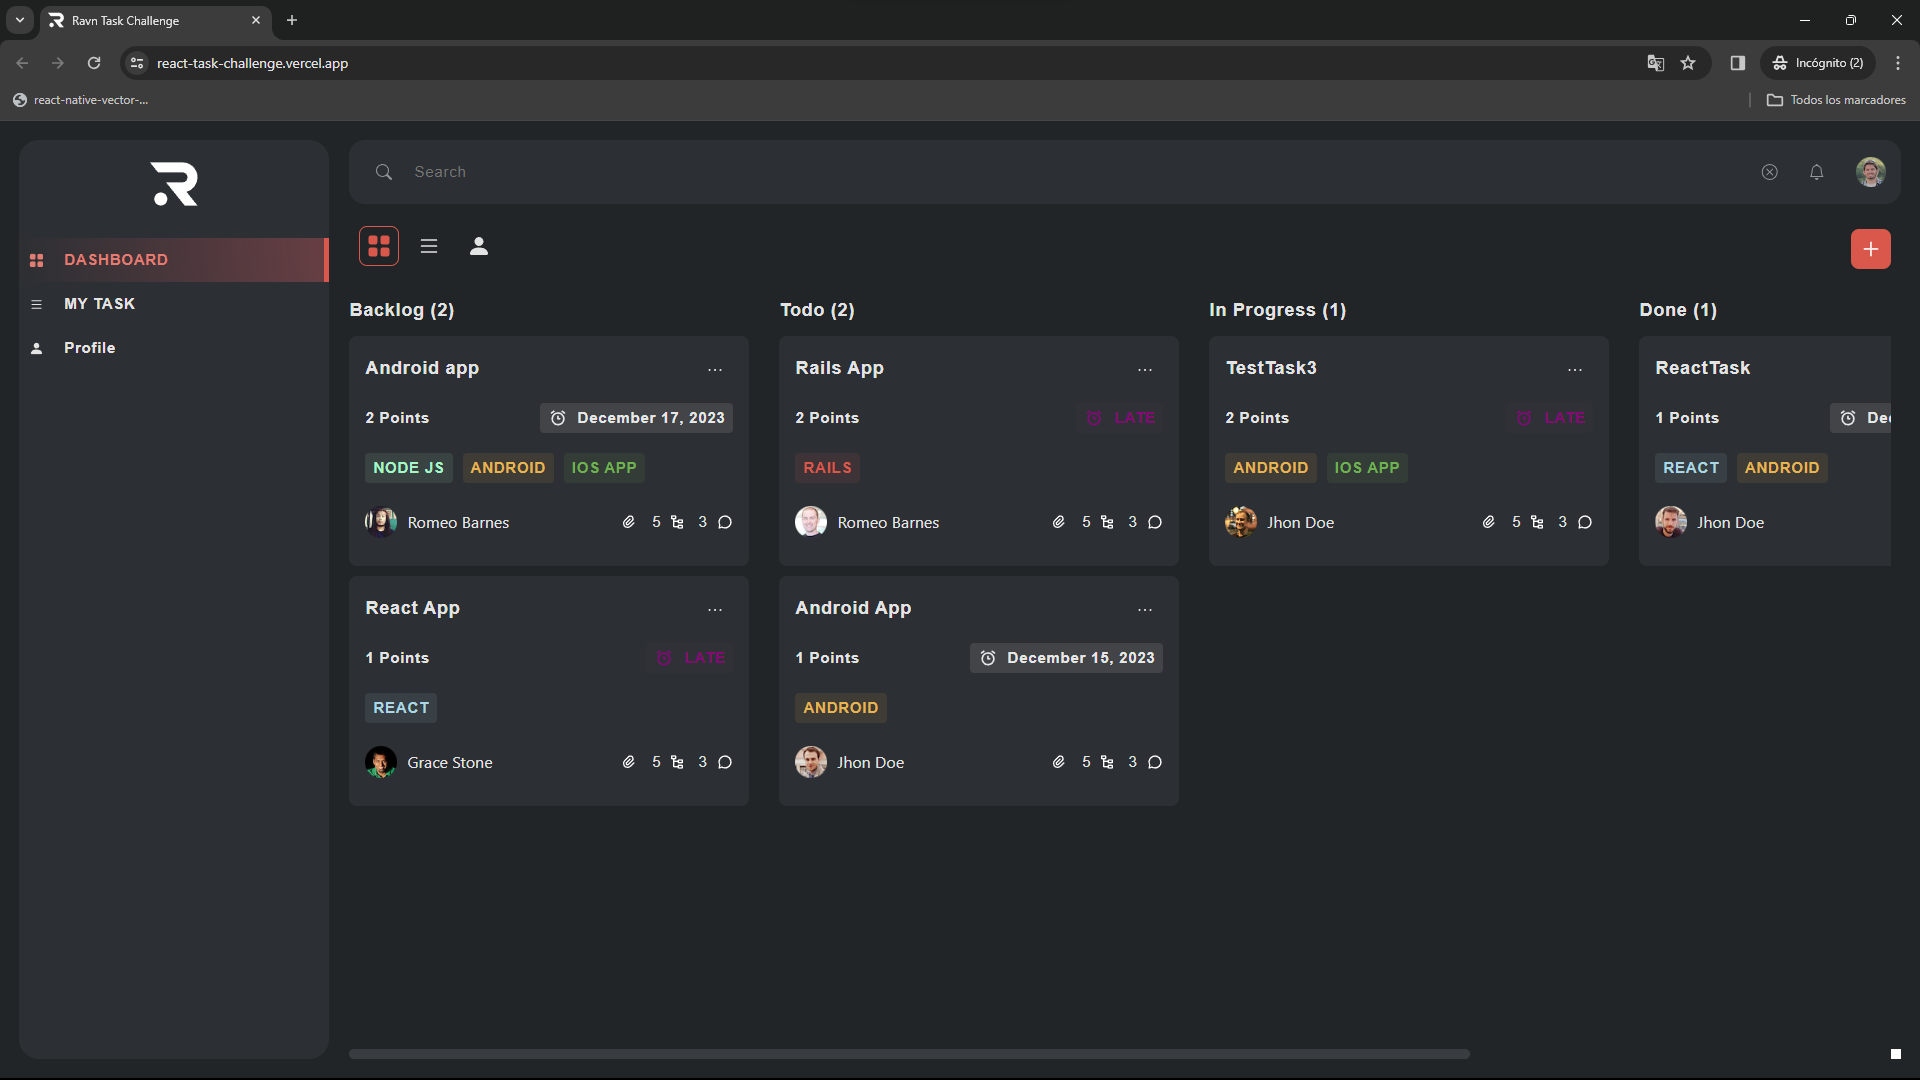 Ravn Task Challenge
react-task-challenge.vercel.app
Incógnito (2)
react-native-vector-...
Todos los marcadores
Search
DASHBOARD
MY TASK
Profile
Backlog (2)
Android app
...
2 Points
December 17, 2023
NODE JS ANDROID IOS APP
Romeo Barnes
5 3
React App
...
1 Points
LATE
REACT
Grace Stone
5 3
Todo (2)
Rails App
...
2 Points
LATE
RAILS
Romeo Barnes
5 3
Android App
...
1 Points
December 15, 2023
ANDROID
Jhon Doe
5 3
In Progress (1)
TestTask3
...
2 Points
LATE
ANDROID IOS APP
Jhon Doe
5 3
Done (1)
ReactTask
1 Points
Dec
REACT ANDROID
Jhon Doe